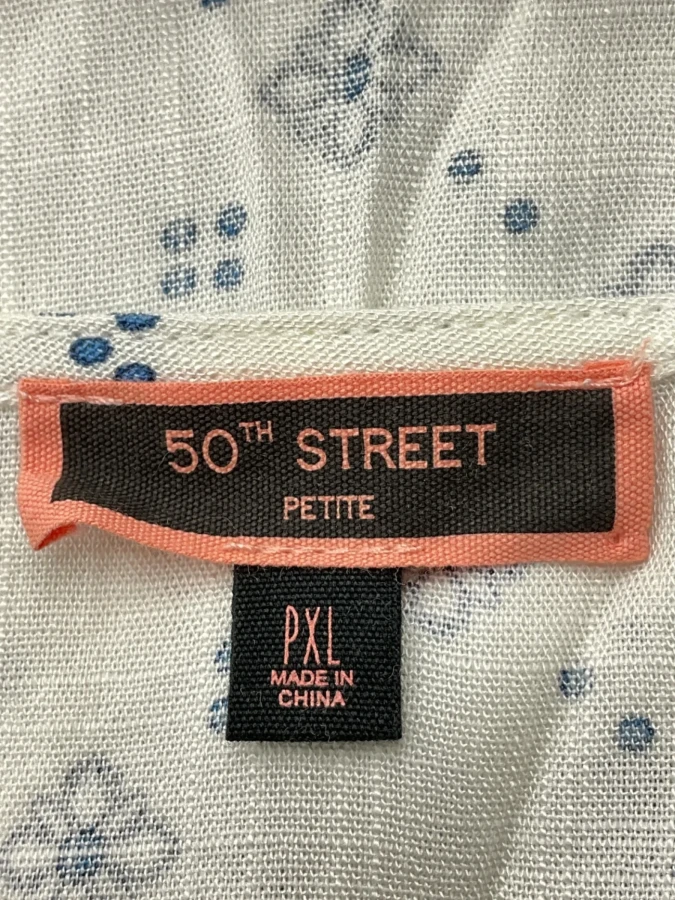 50TH STREET
PETITE
PXL
MADE IN
CHINA